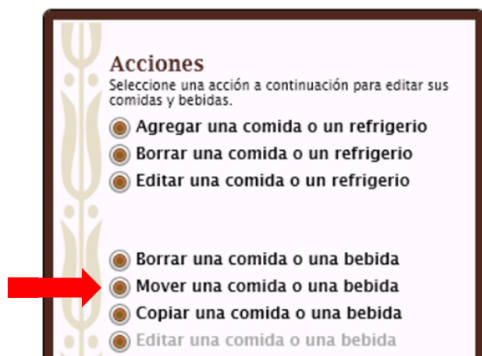 Acciones
Seleccione una acción a continuación para editar sus
comidas y bebidas.
Agregar una comida o un refrigerio
Borrar una comida o un refrigerio
Editar una comida o un refrigerio
Borrar una comida o una bebida
Mover una comida o una bebida
Copiar una comida o una bebida
Editar una comida o una bebida